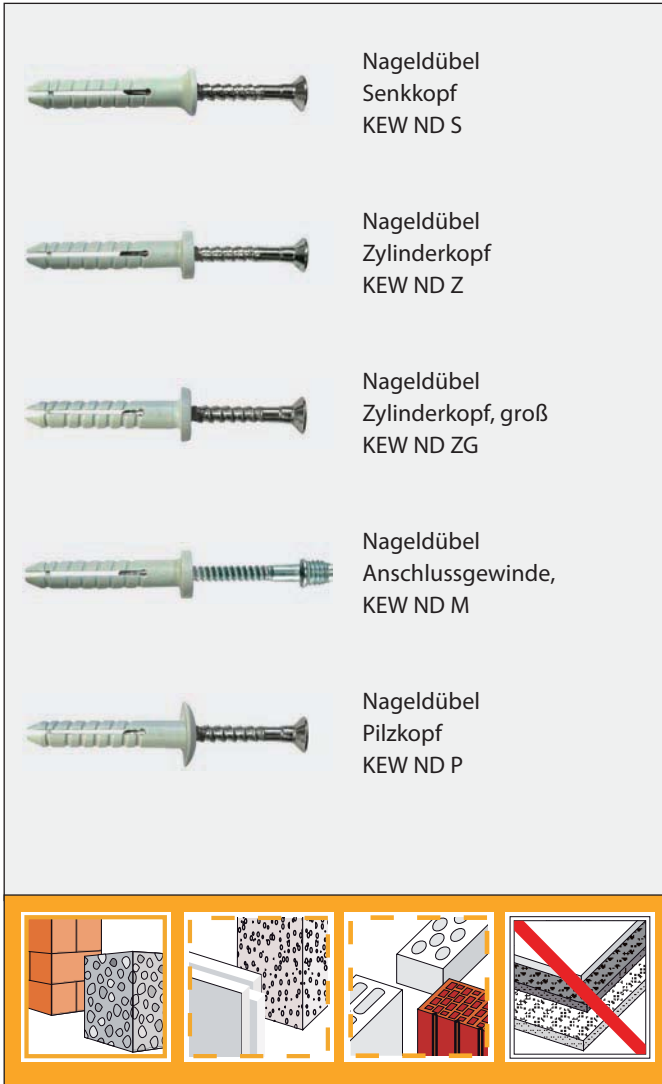 Nageldübel
Senkkopf
KEW ND S
Nageldübel
Zylinderkopf
KEW ND Z
Nageldübel
Zylinderkopf, groß
KEW ND ZG
Nageldübel
Anschlussgewinde,
KEW ND M
Nageldübel
Pilzkopf
KEW ND P